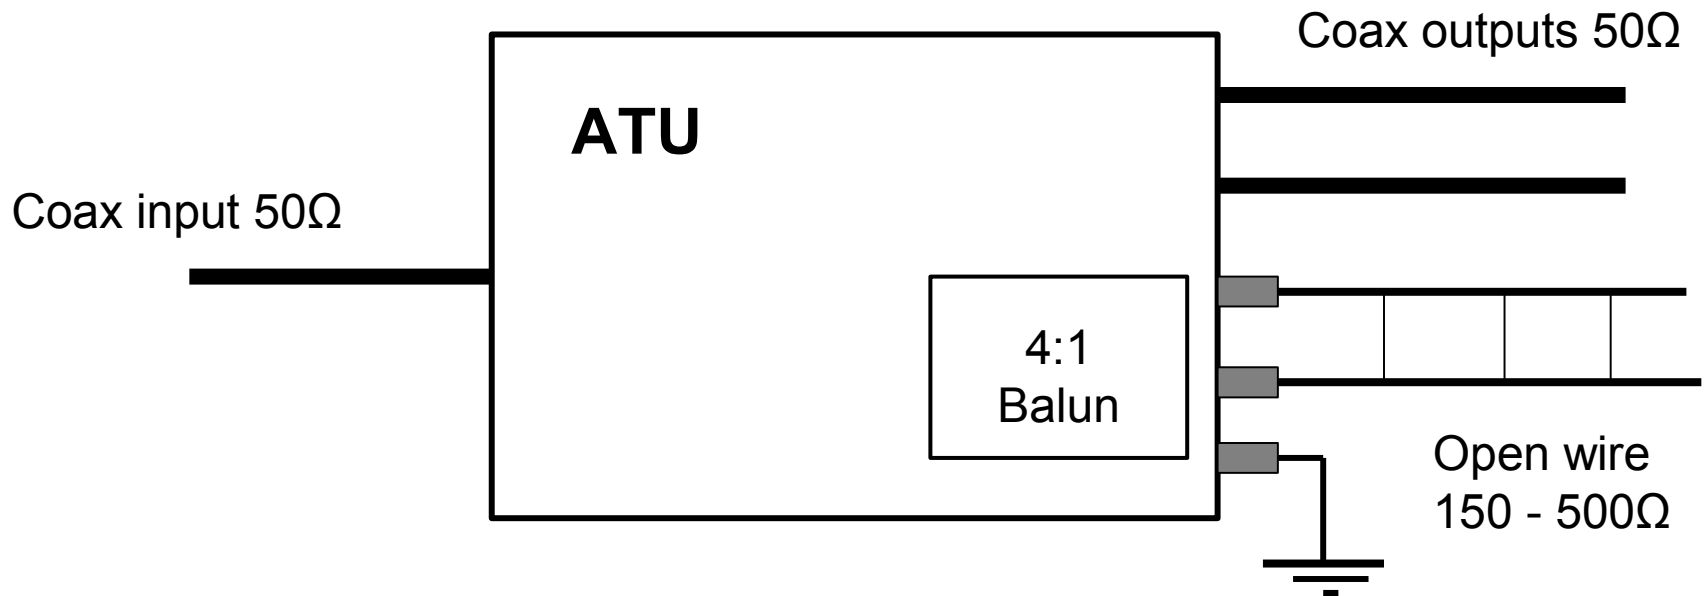 Coax outputs 50Ω
ATU
Coax input 50Ω
4:1
Balun
Open wire
150 - 500Ω